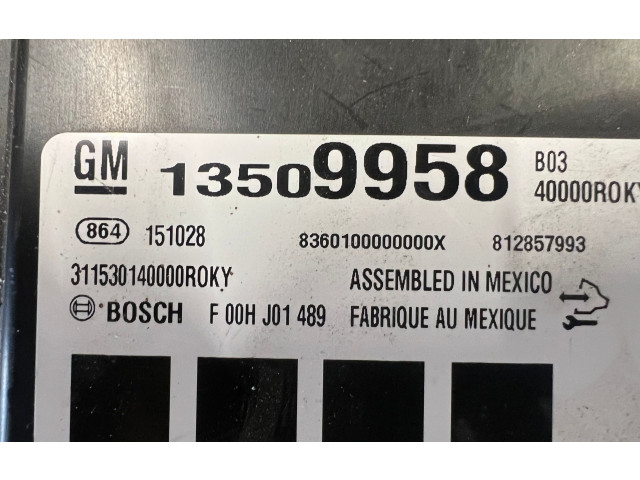 GM 13509958 B03
40000ROKY
864 151028 8360100000000X 812857993
311530140000ROKY ASSEMBLED IN MEXICO
BOSCH F 00H J01 489 FABRIQUE AU MEXIQUE